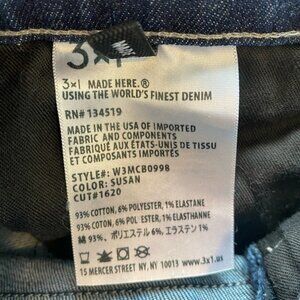 3×1
3×1 MADE HERE.®
USING THE WORLD'S FINEST DENIM
RN# 134519
MADE IN THE USA OF IMPORTED
FABRIC AND COMPONENTS
FABRIQUÉ AUX ÉTATS-UNIS DE TISSU
ET COMPOSANTS IMPORTÉS
STYLE#: W3MCB0998
COLOR: SUSAN
CUT#1620
93% COTTON, 6% POLYESTER, 1% ELASTANE
93% COTON, 6% POLYESTER, 1% ELASTHANNE
綿 93%、ポリエステル 6%、エラスタン 1%
15 MERCER STREET NY, NY 10013 www.3x1.us